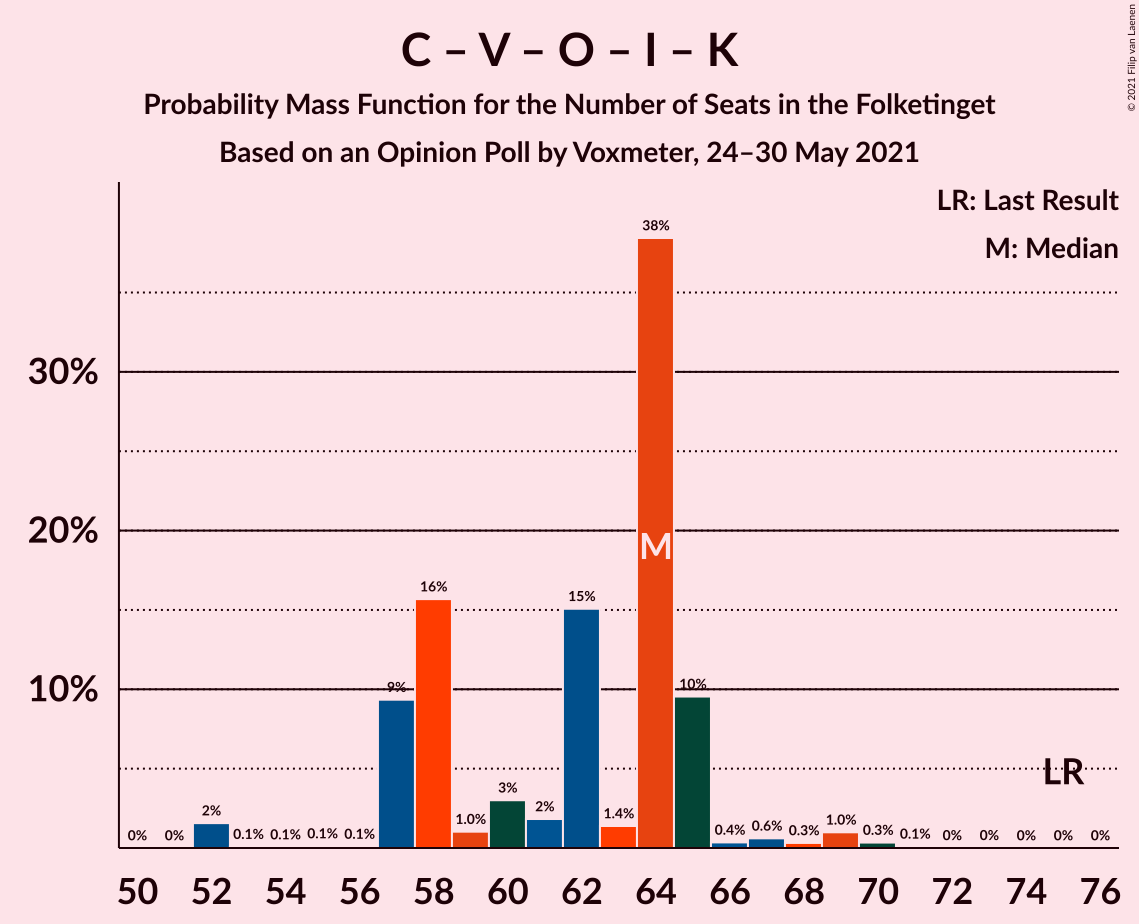 © 2021 Filip van Laenen
C – V – O – I – K
Probability Mass Function for the Number of Seats in the Folketinget
Based on an Opinion Poll by Voxmeter, 24–30 May 2021
LR: Last Result
M: Median
30%
20%
10%
0% 0% 2% 0.1% 0.1% 0.1% 0.1% 9% 16% 1.0% 3% 2% 15% 1.4% 38% 10% 0.4% 0.6% 0.3% 1.0% 0.3% 0.1% 0% 0% 0% 0% 0%
M
LR
50 52 54 56 58 60 62 64 66 68 70 72 74 76